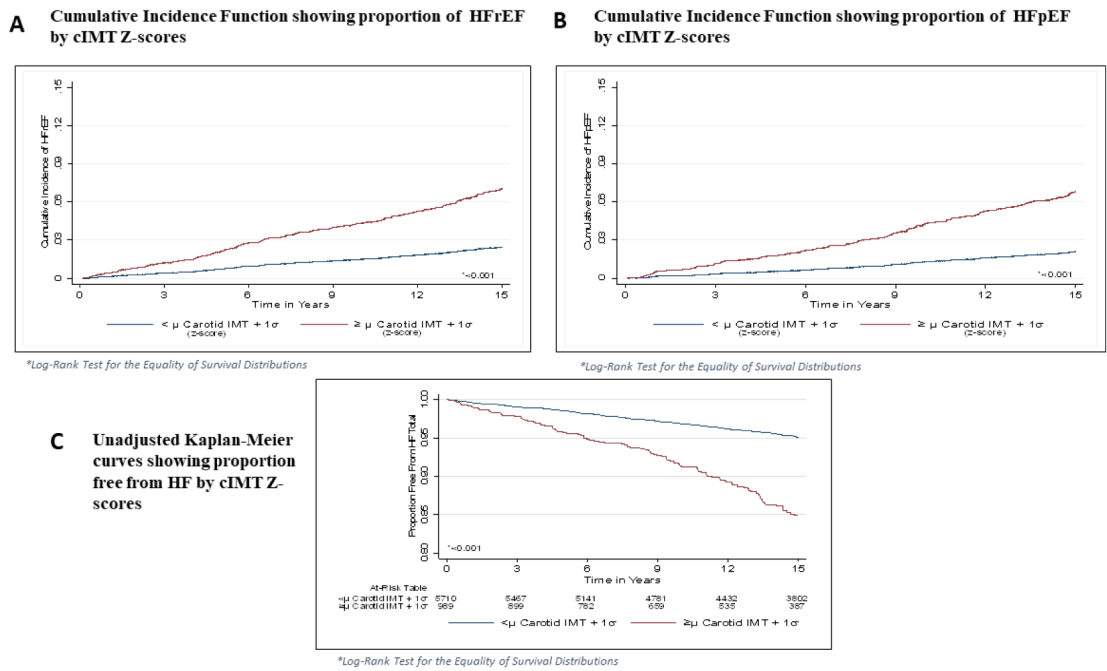 A
Cumulative Incidence Function showing proportion of HFrEF
by cIMT Z-scores
Cumulative Incidence of HFrEF
.15
.12
.09
.06
.03
0
0 3 6 9 12 15
*<0.001
Time in Years
< μ Carotid IMT + 1σ ≥ μ Carotid IMT + 1σ
(z-score) (z-score)
*Log-Rank Test for the Equality of Survival Distributions
B
Cumulative Incidence Function showing proportion of HFpEF
by cIMT Z-scores
Cumulative Incidence of HFpEF
.15
.12
.09
.06
.03
0
0 3 6 9 12 15
*<0.001
Time in Years
< μ Carotid IMT + 1σ ≥ μ Carotid IMT + 1σ
(z-score) (z-score)
*Log-Rank Test for the Equality of Survival Distributions
C
Unadjusted Kaplan-Meier
curves showing proportion
free from HF by cIMT Z-
scores
Proportion Free From HF Total
1.00
0.95
0.90
0.85
0.80
*<0.001
0 3 6 9 12 15
Time in Years
At-Risk Table
<μ Carotid IMT + 1σ 5710 5467 5141 4781 4432 3802
≥μ Carotid IMT + 1σ 989 899 782 659 535 387
<μ Carotid IMT + 1σ ≥μ Carotid IMT + 1σ
*Log-Rank Test for the Equality of Survival Distributions